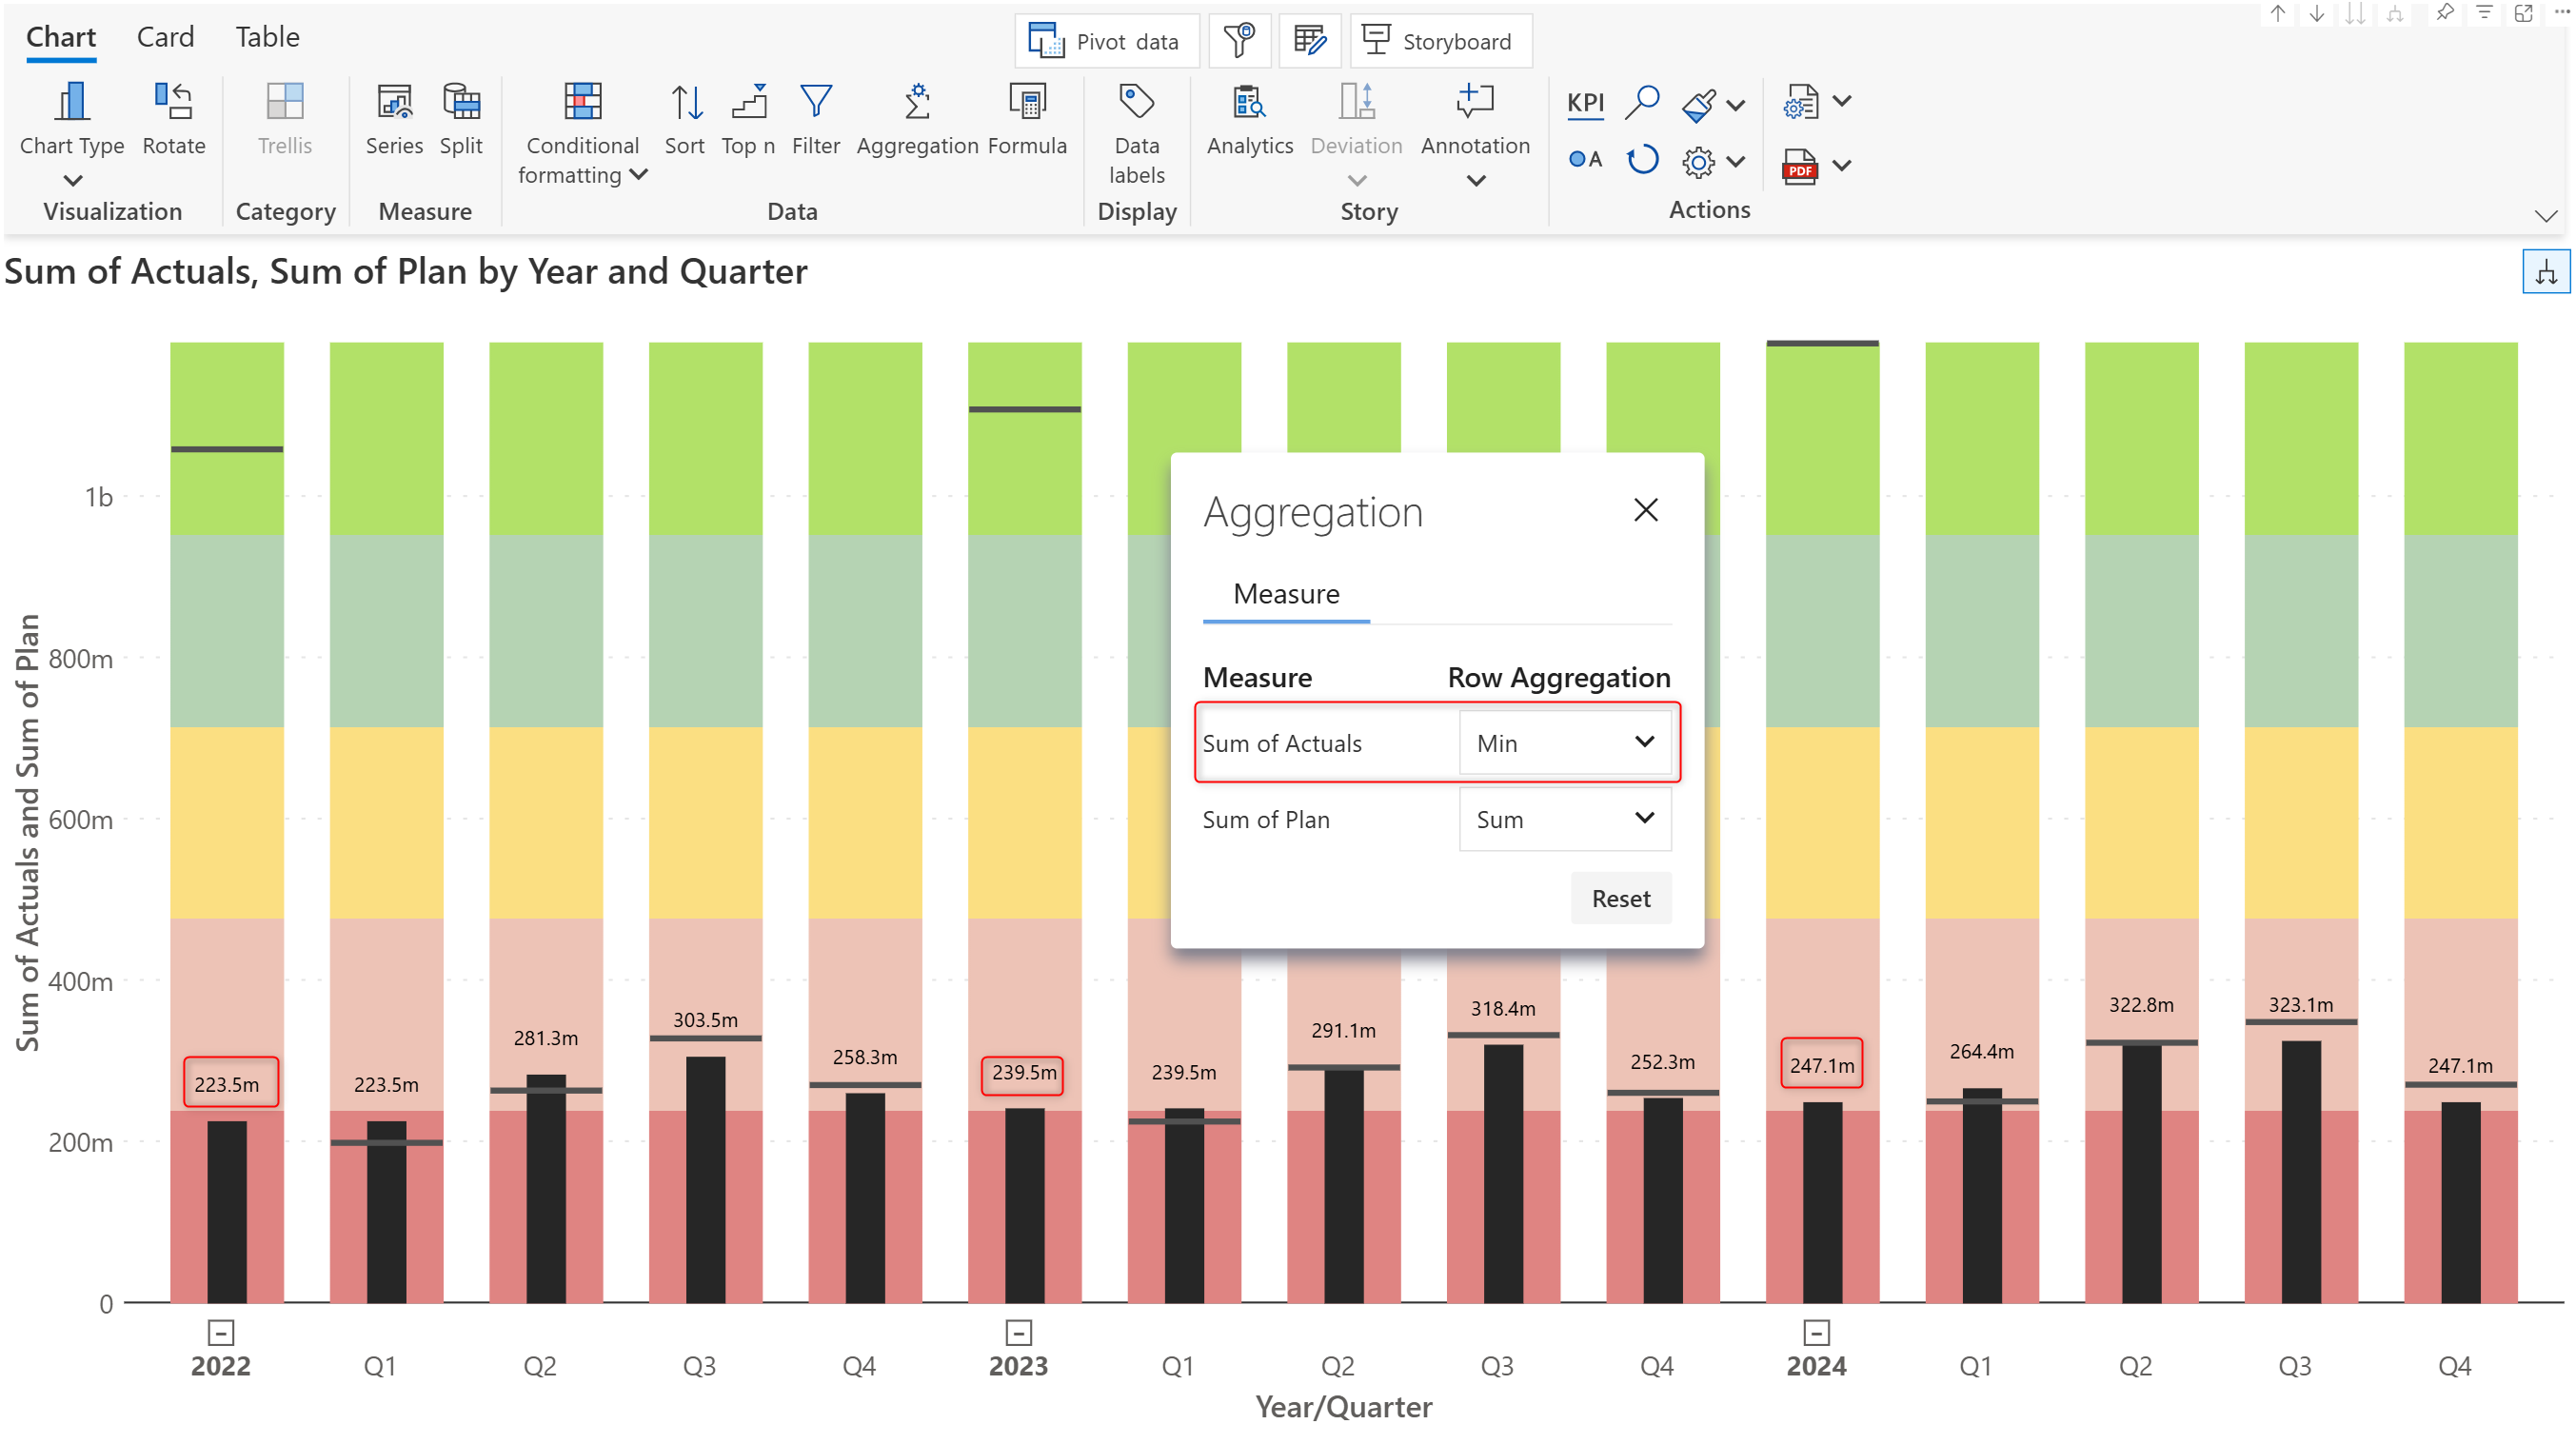 Chart Card Table
Pivot data Storyboard
Chart Type Rotate Trellis Series Split Conditional formatting Sort Top n Filter Aggregation Formula Data labels Analytics Deviation Annotation KPI
A
PDF
Visualization Category Measure Data Display Story Actions
Sum of Actuals, Sum of Plan by Year and Quarter
Sum of Actuals and Sum of Plan
1b
800m
600m
400m
200m
0
Aggregation
Measure
Measure Row Aggregation
Sum of Actuals Min
Sum of Plan Sum
Reset
223.5m 223.5m 281.3m 303.5m 258.3m 239.5m 239.5m 291.1m 318.4m 252.3m 247.1m 264.4m 322.8m 323.1m 247.1m
2022 Q1 Q2 Q3 Q4 2023 Q1 Q2 Q3 Q4 2024 Q1 Q2 Q3 Q4
Year/Quarter